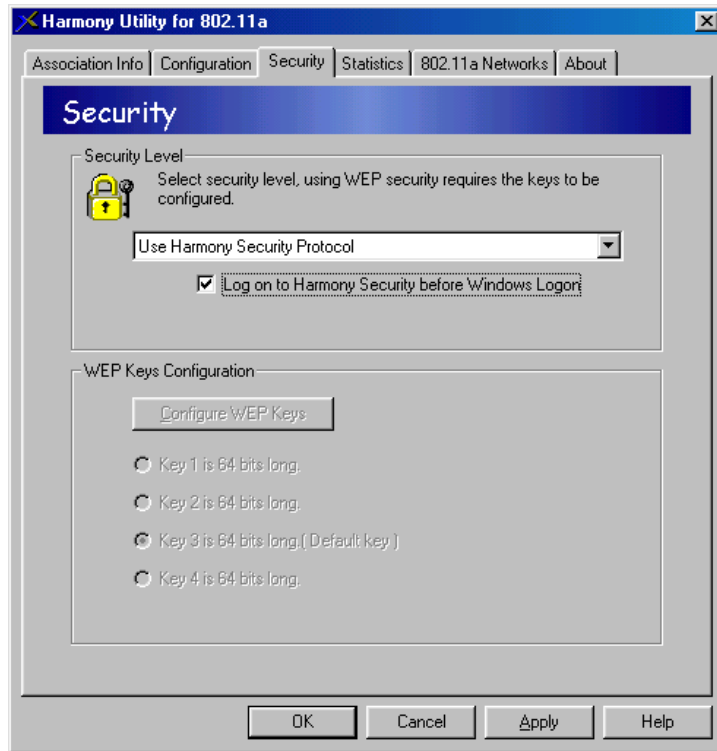 Harmony Utility for 802.11a
Association Info Configuration Security Statistics 802.11a Networks About
Security
Security Level
Select security level, using WEP security requires the keys to be
configured.
Use Harmony Security Protocol
Log on to Harmony Security before Windows Logon
WEP Keys Configuration
Configure WEP Keys
Key 1 is 64 bits long.
Key 2 is 64 bits long.
Key 3 is 64 bits long.( Default key )
Key 4 is 64 bits long.
OK Cancel Apply Help